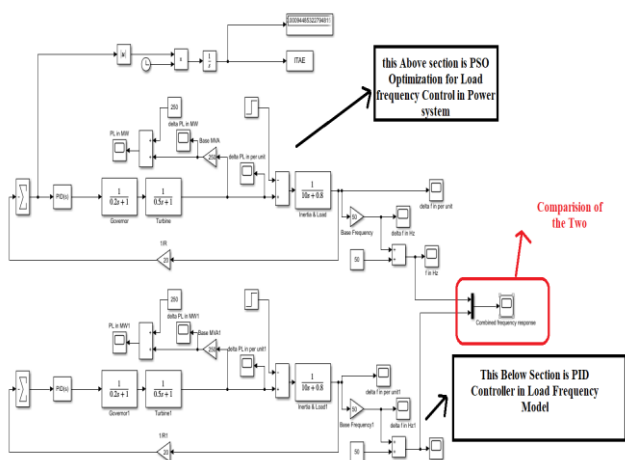 |u|
×
1
s
ITAE
this Above section is PSO
Optimization for Load
frequency Control in Power
system
250
delta PL in MW
PL in MW
Base MVA
250
delta PL in per unit
PID(s)
1
0.2s + 1
Governor
1
0.5s + 1
Turbine
1
10s + 0.8
Inertia & Load
delta f in per unit
50
Base Frequency
delta f in Hz
50
f in Hz
1/R
20
Comparision of
the Two
Combined frequency response
250
delta PL in MW1
PL in MW1
Base MVA1
250
delta PL in per unit1
PID(s)
1
0.2s + 1
Governor1
1
0.5s + 1
Turbine1
1
10s + 0.8
Inertia & Load1
delta f in per unit1
50
Base Frequency1
delta f in Hz1
50
1/R1
20
This Below Section is PID
Controller in Load Frequency
Model